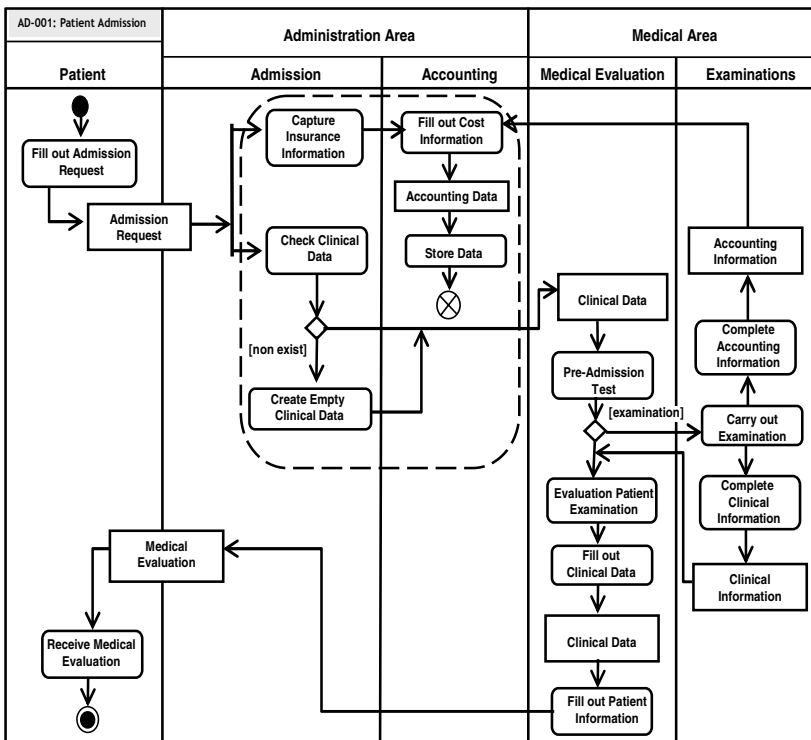 AD-001: Patient Admission
Administration Area
Medical Area
Patient
Admission
Accounting
Medical Evaluation
Examinations
Fill out Admission
Request
Admission
Request
Capture
Insurance
Information
Fill out Cost
Information
Accounting Data
Store Data
Check Clinical
Data
[non exist]
Create Empty
Clinical Data
Clinical Data
Pre-Admission
Test
[examination]
Accounting
Information
Complete
Accounting
Information
Carry out
Examination
Complete
Clinical
Information
Clinical
Information
Evaluation Patient
Examination
Fill out
Clinical Data
Clinical Data
Fill out Patient
Information
Medical
Evaluation
Receive Medical
Evaluation